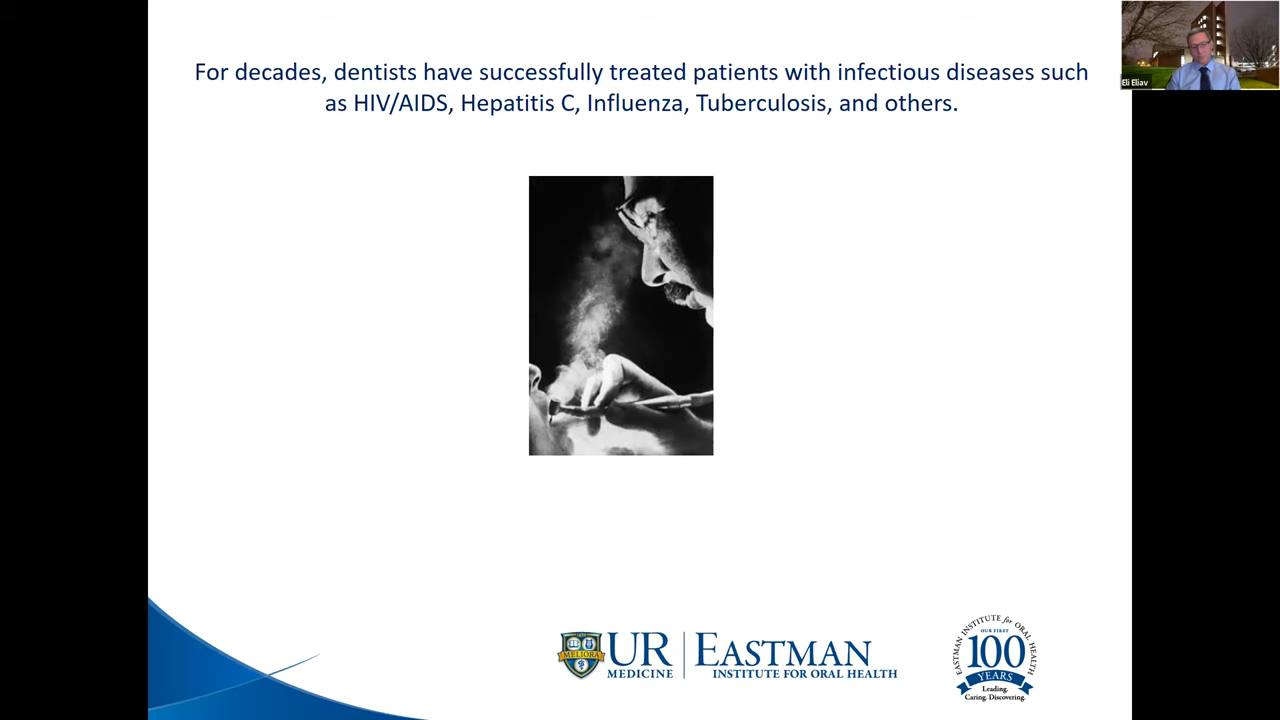 For decades, dentists have successfully treated patients with infectious diseases such
as HIV/AIDS, Hepatitis C, Influenza, Tuberculosis, and others.
Eli Eliav
MELIORA
UR
MEDICINE
EASTMAN
INSTITUTE FOR ORAL HEALTH
EASTMAN INSTITUTE for ORAL HEALTH
OUR FIRST
100
YEARS
Leading.
Caring. Discovering.